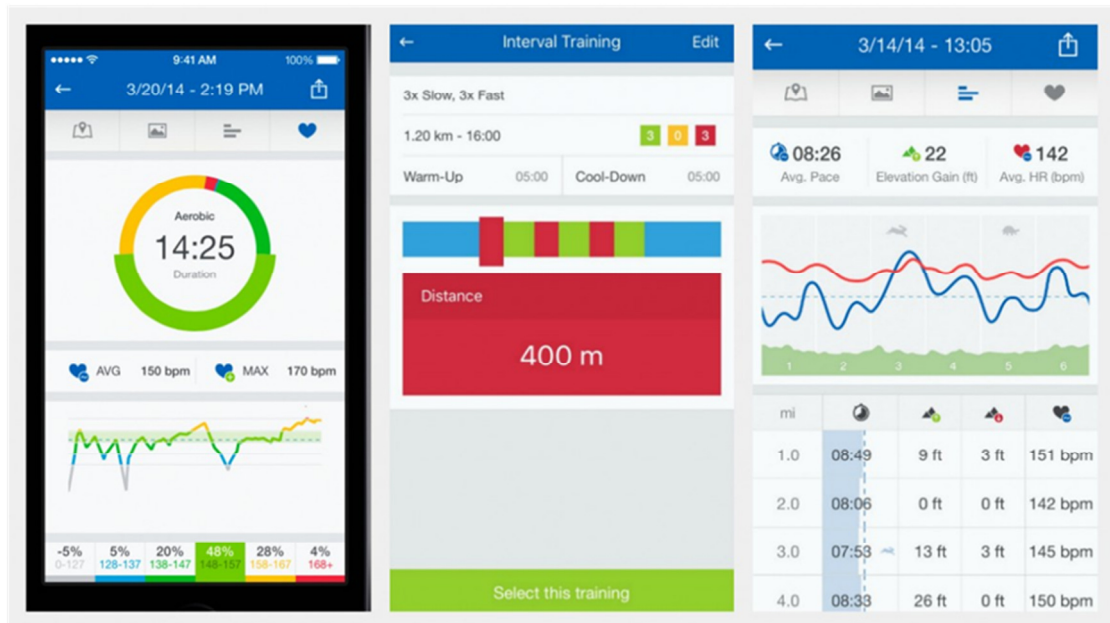 9:41 AM 100%
3/20/14 - 2:19 PM
Aerobic
14:25
Duration
AVG 150 bpm MAX 170 bpm
-5% 5% 20% 48% 28% 4%
0-127 128-137 138-147 148-157 158-167 168+
Interval Training Edit
3x Slow, 3x Fast
1.20 km - 16:00 3 0 3
Warm-Up 05:00 Cool-Down 05:00
Distance
400 m
Select this training
3/14/14 - 13:05
08:26 22 142
Avg. Pace Elevation Gain (ft) Avg. HR (bpm)
1 2 3 4 5 6
mi
1.0 08:49 9 ft 3 ft 151 bpm
2.0 08:06 0 ft 0 ft 142 bpm
3.0 07:53 13 ft 3 ft 145 bpm
4.0 08:33 26 ft 0 ft 150 bpm